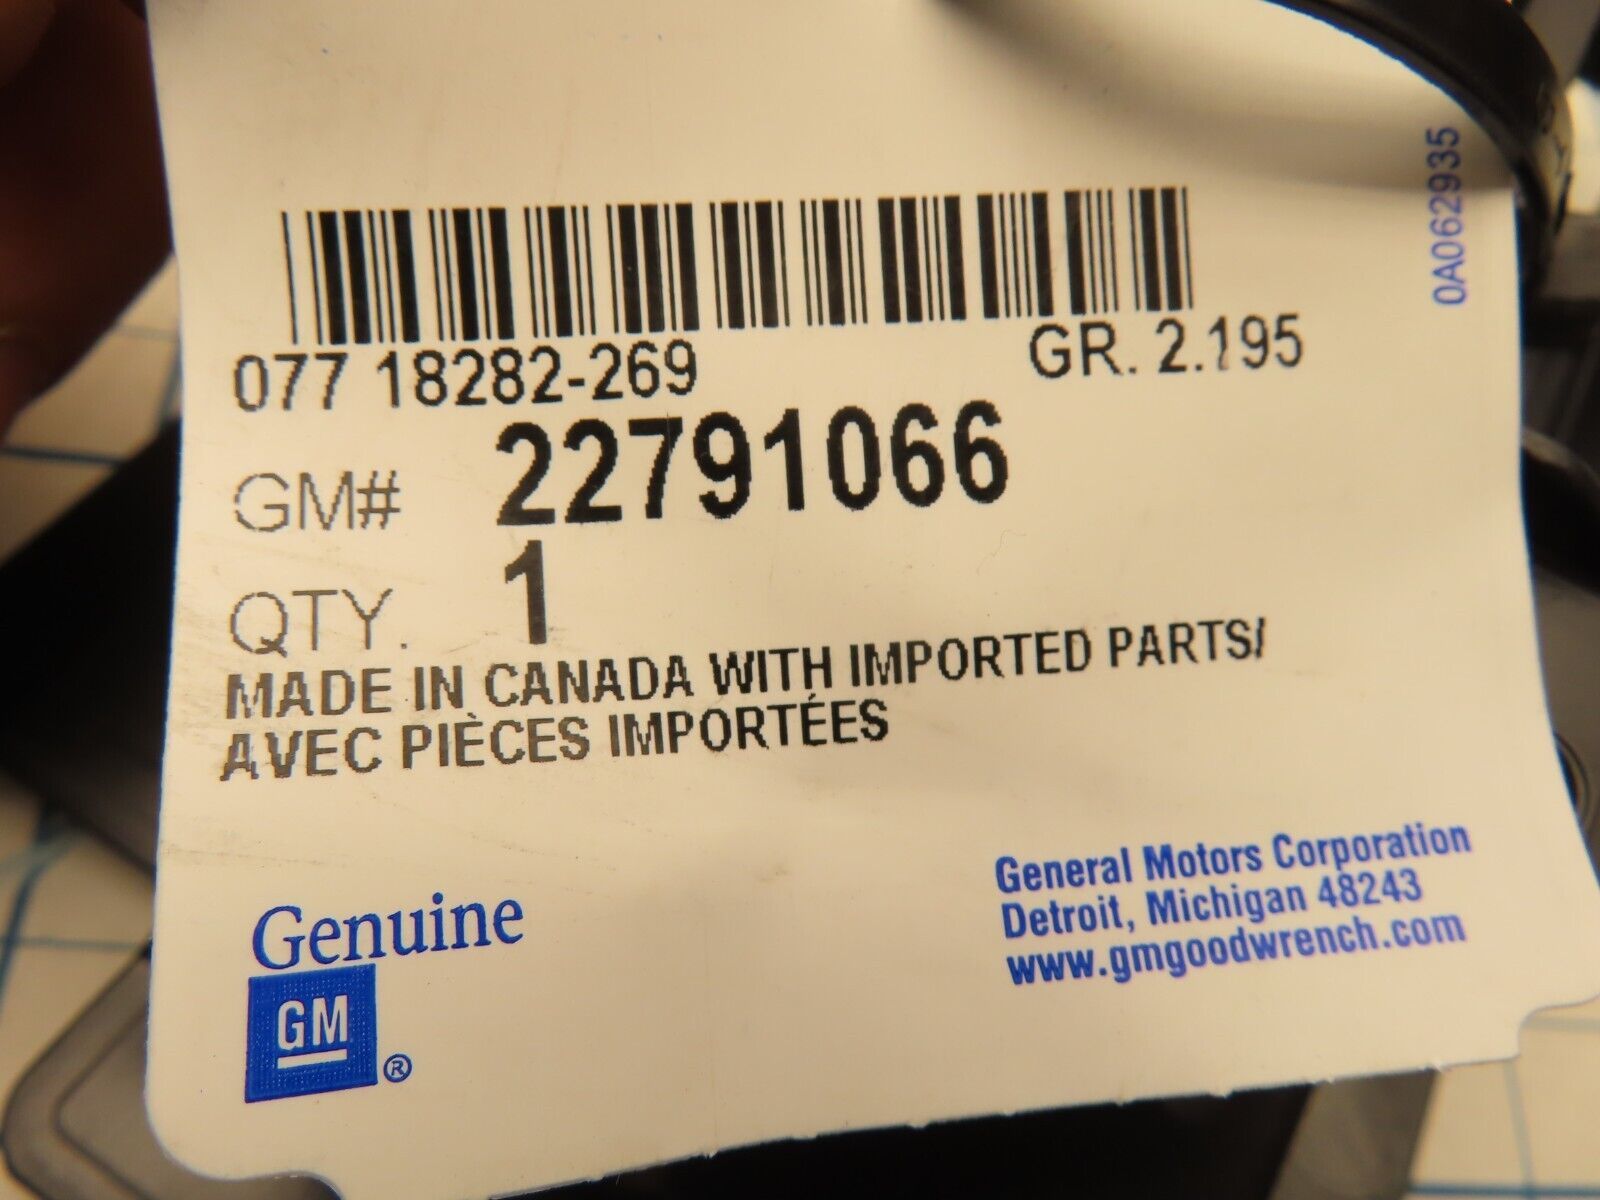 0A062935
077 18282-269 GR. 2.195
GM# 22791066
QTY. 1
MADE IN CANADA WITH IMPORTED PARTS/
AVEC PIÈCES IMPORTÉES
General Motors Corporation
Detroit, Michigan 48243
www.gmgoodwrench.com
Genuine
GM ®